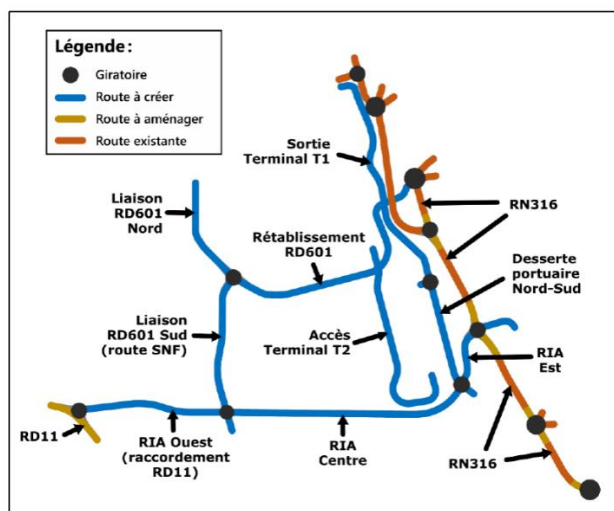 Légende :
Giratoire
Route à créer
Route à aménager
Route existante
Sortie
Terminal T1
Liaison
RD601
Nord
RN316
Rétablissement
RD601
Desserte
portuaire
Nord-Sud
Liaison
RD601 Sud
(route SNF)
Accès
Terminal T2
RIA
Est
RD11
RIA Ouest
(raccordement
RD11)
RIA
Centre
RN316